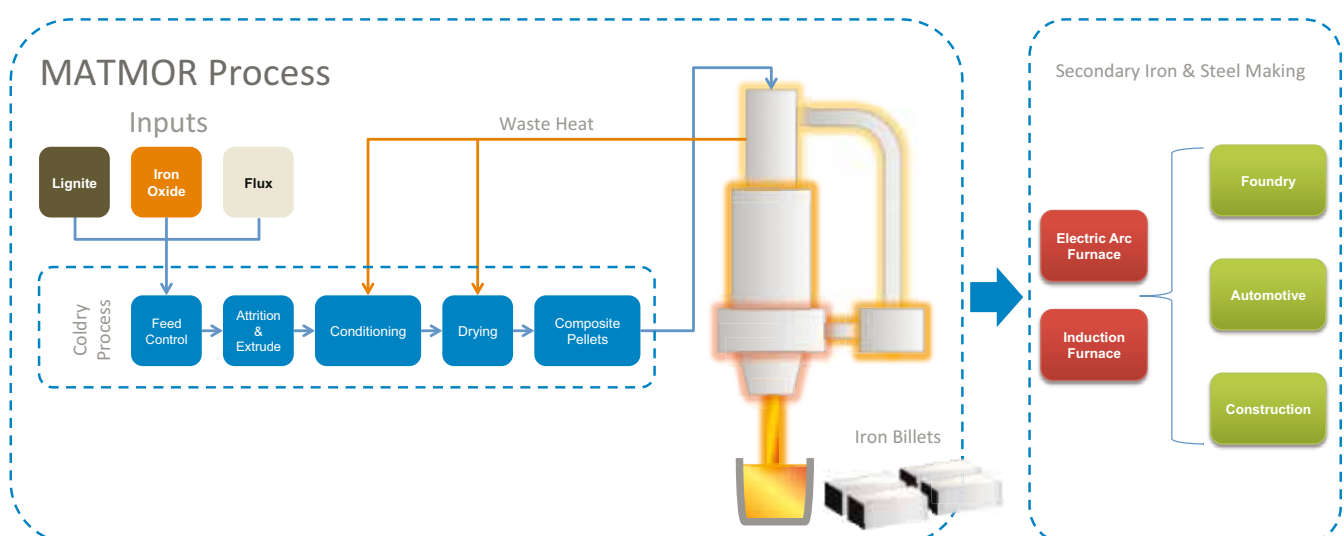 MATMOR Process
Inputs
Lignite
Iron
Oxide
Flux
Waste Heat
Coldry
Process
Feed
Control
Attrition
&
Extrude
Conditioning
Drying
Composite
Pellets
Iron Billets
Secondary Iron & Steel Making
Electric Arc
Furnace
Induction
Furnace
Foundry
Automotive
Construction